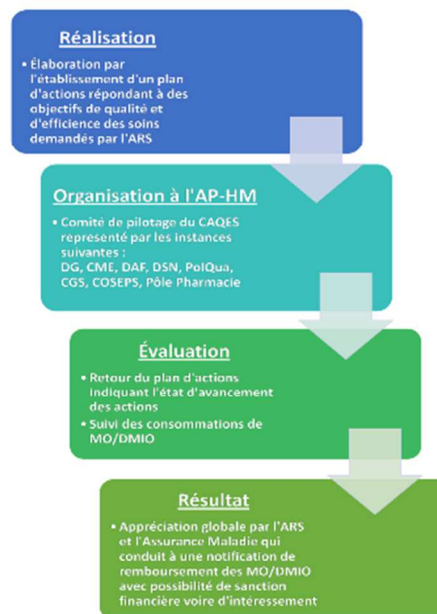 Réalisation
• Élaboration par
l'établissement d'un plan
d'actions répondant à des
objectifs de qualité et
d'efficience des soins
demandés par l'ARS
Organisation à l'AP-HM
• Comité de pilotage du CAQES
représenté par les instances
suivantes :
DG, CME, DAF, DSN, PolQua,
CGS, COSEPS, Pôle Pharmacie
Évaluation
• Retour du plan d'actions
indiquant l'état d'avancement
des actions
• Suivi des consommations de
MO/DMIO
Résultat
• Appréciation globale par l'ARS
et l'Assurance Maladie qui
conduit à une notification de
remboursement des MO/DMIO
avec possibilité de sanction
financière voire d'intéressement